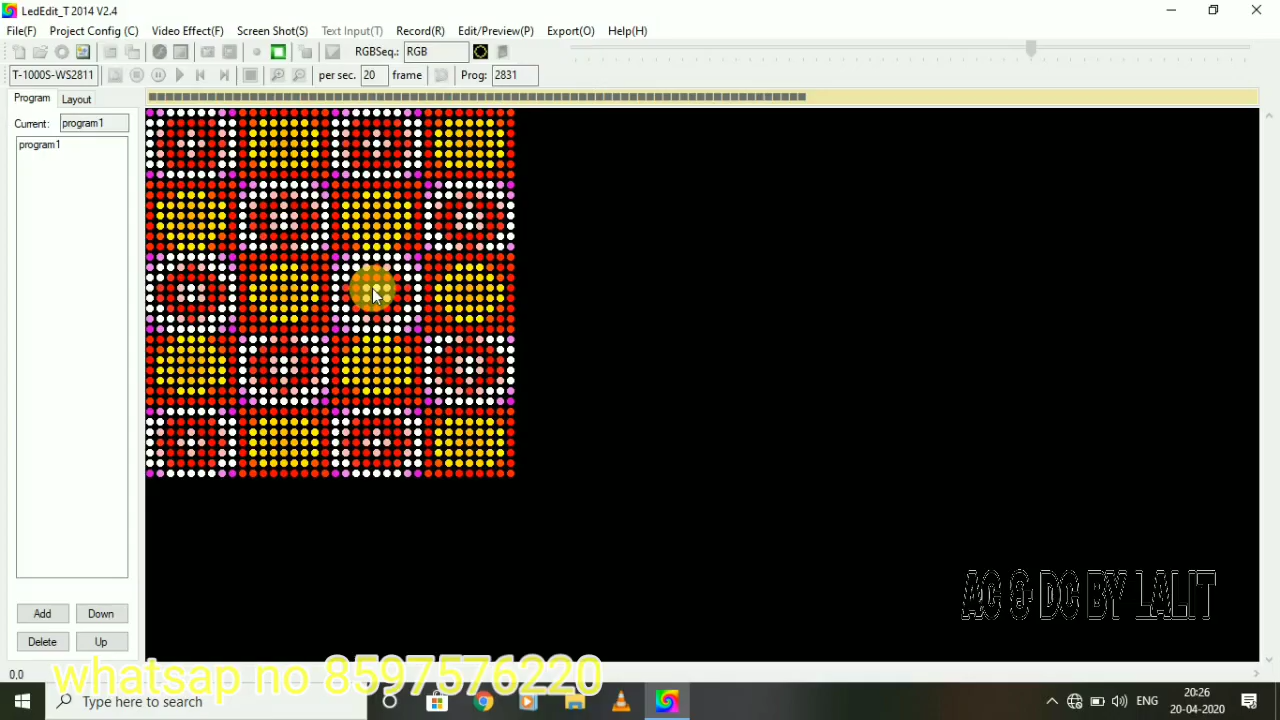 LedEdit_T 2014 V2.4
File(F) Project Config (C) Video Effect(F) Screen Shot(S) Text Input(T) Record(R) Edit/Preview(P) Export(O) Help(H)
RGBSeq.: RGB
T-1000S-WS2811 per sec. 20 frame Prog: 2831
Program Layout
Current: program1
program1
AC & DC BY LALIT
Add Down
Delete Up
0,0
whatsap no 8597576220
Type here to search
ENG
20:26
20-04-2020